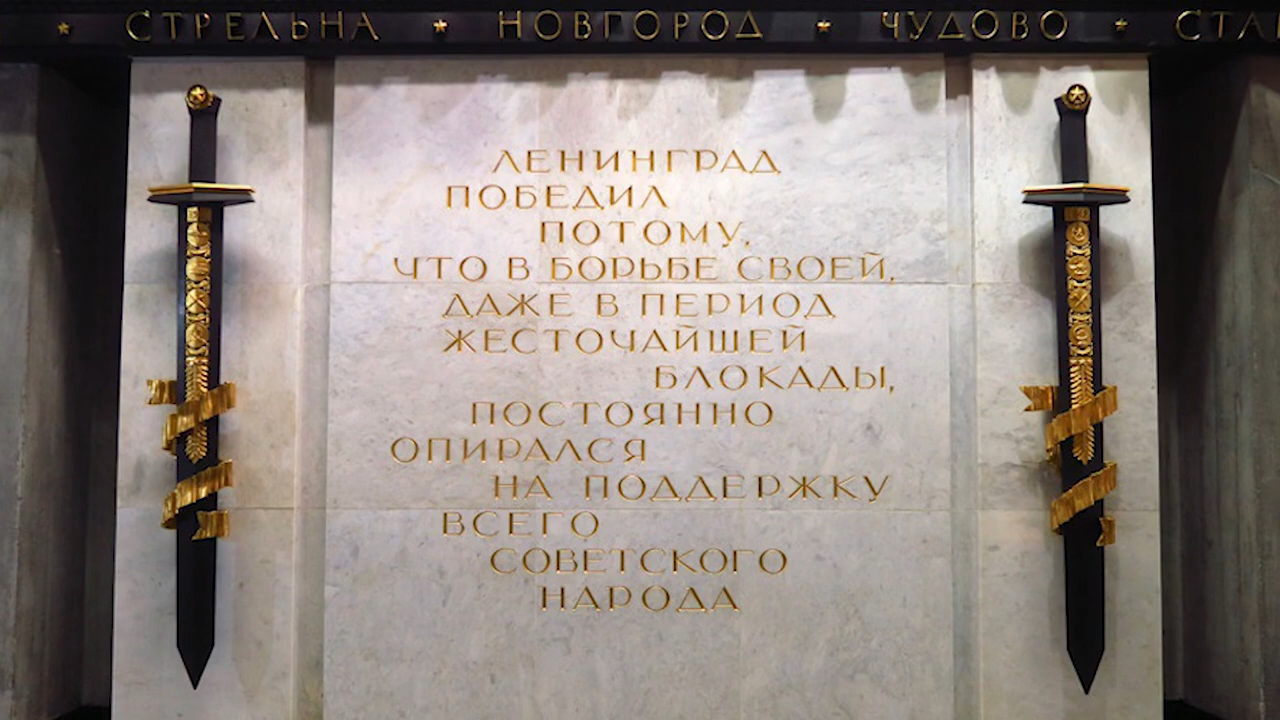 ★ СТРЕЛЬНА ★ НОВГОРОД ★ ЧУДОВО ★
ЛЕНИНГРАД
ПОБЕДИЛ
ПОТОМУ,
ЧТО В БОРЬБЕ СВОЕЙ,
ДАЖЕ В ПЕРИОД
ЖЕСТОЧАЙШЕЙ
БЛОКАДЫ,
ПОСТОЯННО
ОПИРАЛСЯ
НА ПОДДЕРЖКУ
ВСЕГО
СОВЕТСКОГО
НАРОДА